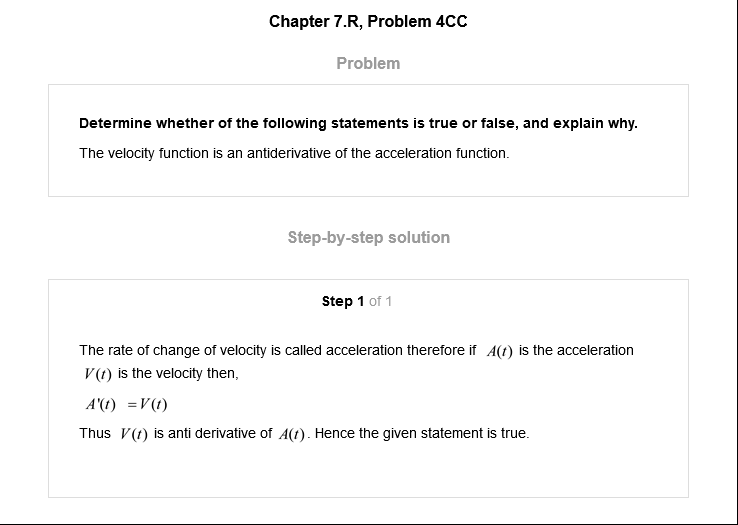 Chapter 7.R, Problem 4CC
Problem
Determine whether of the following statements is true or false, and explain why.
The velocity function is an antiderivative of the acceleration function.
Step-by-step solution
Step 1 of 1
The rate of change of velocity is called acceleration therefore if A(t) is the acceleration
V(t) is the velocity then,
A'(t) = V(t)
Thus V(t) is anti derivative of A(t). Hence the given statement is true.